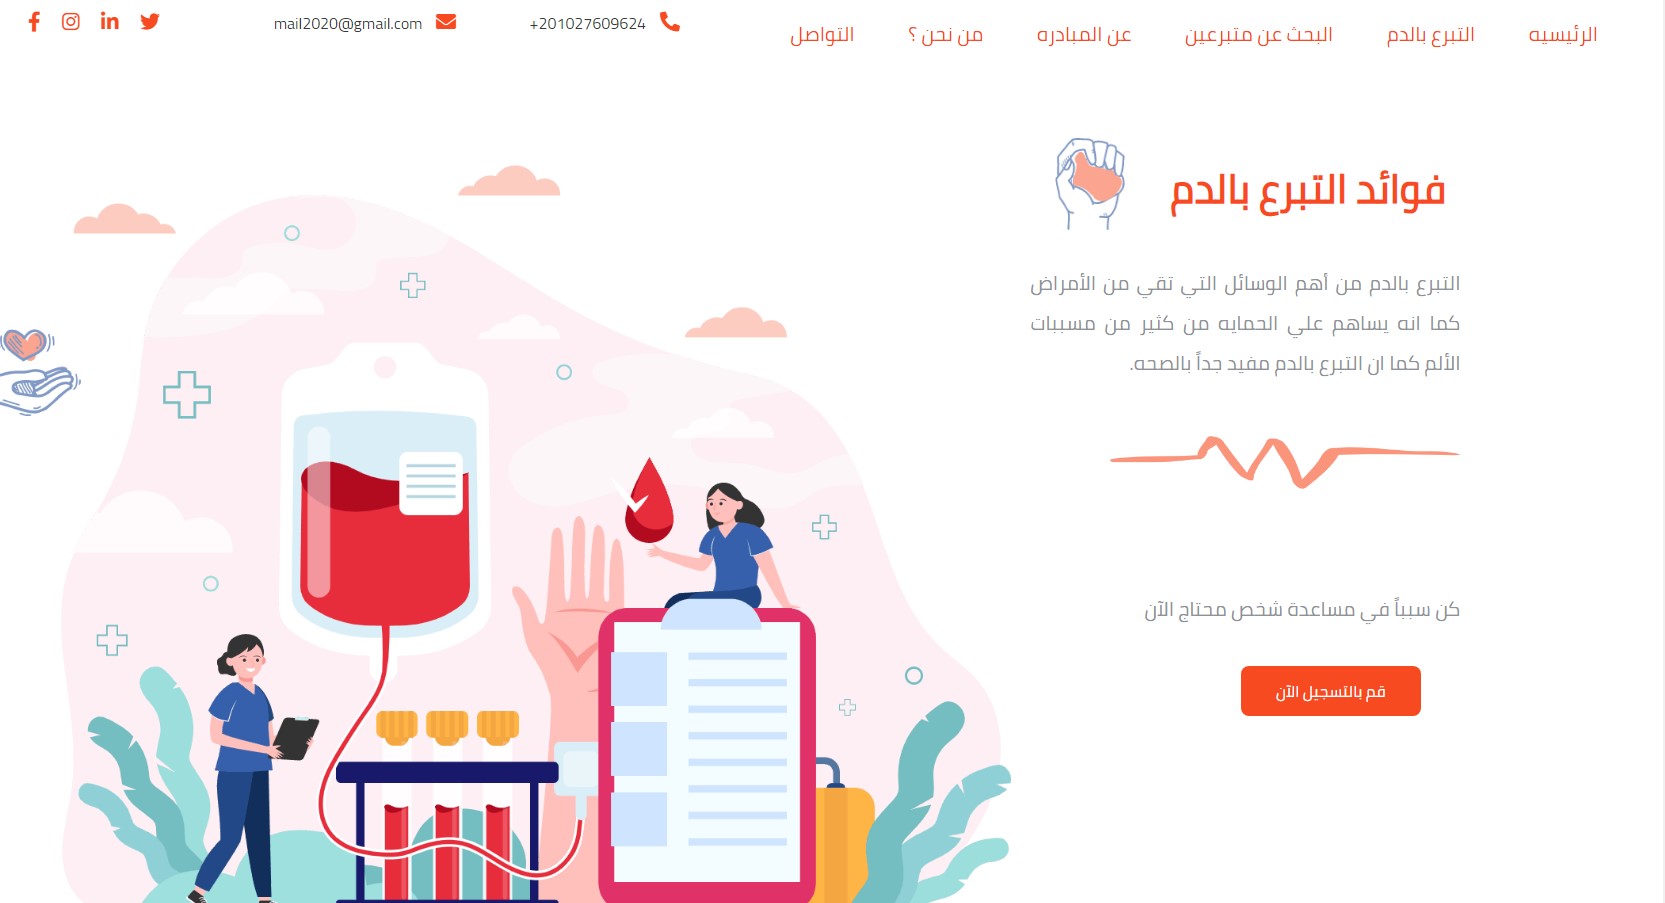 الرئيسيه
التبرع بالدم
البحث عن متبرعين
عن المبادره
من نحن ؟
التواصل
+201027609624
mail2020@gmail.com
فوائد التبرع بالدم
التبرع بالدم من أهم الوسائل التي تقي من الأمراض
كما انه يساهم علي الحمايه من كثير من مسببات
الألم كما ان التبرع بالدم مفيد جداً بالصحه.
كن سبباً في مساعدة شخص محتاج الآن
قم بالتسجيل الآن